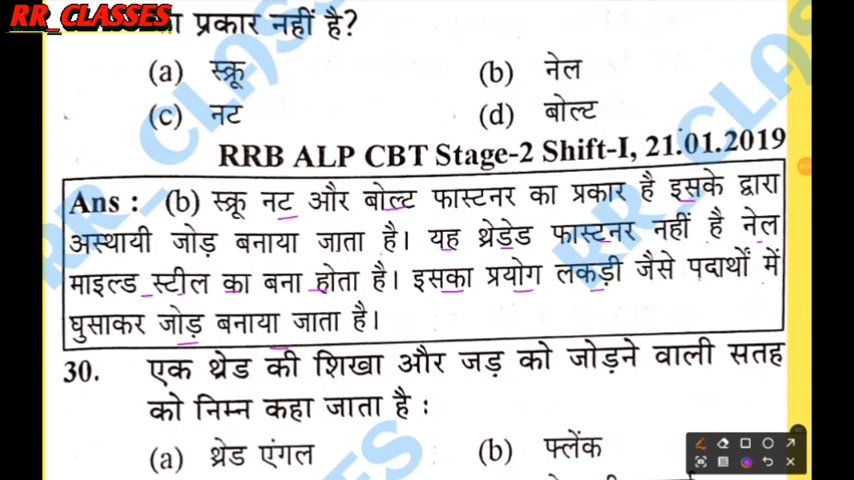 RR_CLASSES
प्रकार नहीं है?
(a) स्क्रू (b) नेल
(c) नट (d) बोल्ट
RRB ALP CBT Stage-2 Shift-I, 21.01.2019
Ans : (b) स्क्रू नट और बोल्ट फास्टनर का प्रकार है इसके द्वारा
अस्थायी जोड़ बनाया जाता है। यह थ्रेडेड फास्टनर नहीं है नेल
माइल्ड स्टील का बना होता है। इसका प्रयोग लकड़ी जैसे पदार्थों में
घुसाकर जोड़ बनाया जाता है।
30. एक थ्रेड की शिखा और जड़ को जोड़ने वाली सतह
को निम्न कहा जाता है :
(a) थ्रेड एंगल (b) फ्लेंक